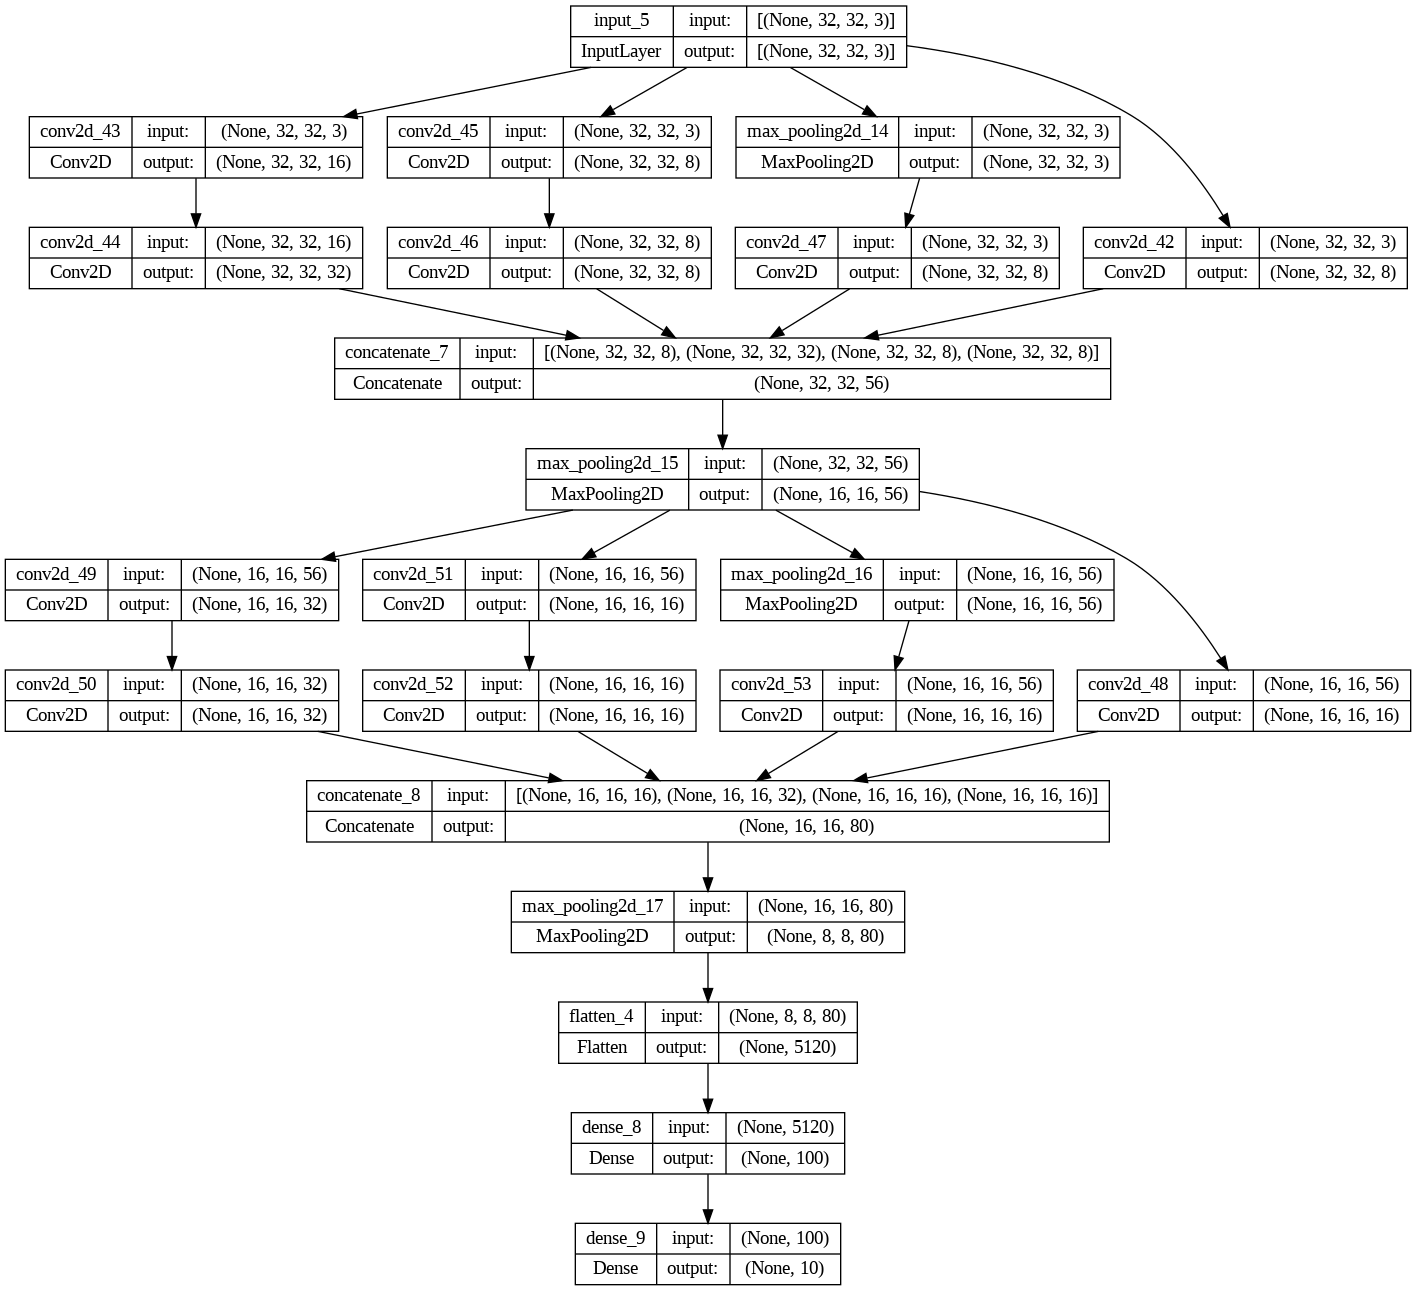 input_5 input: [(None, 32, 32, 3)]
InputLayer output: [(None, 32, 32, 3)]
conv2d_43 input: (None, 32, 32, 3)
Conv2D output: (None, 32, 32, 16)
conv2d_45 input: (None, 32, 32, 3)
Conv2D output: (None, 32, 32, 8)
max_pooling2d_14 input: (None, 32, 32, 3)
MaxPooling2D output: (None, 32, 32, 3)
conv2d_44 input: (None, 32, 32, 16)
Conv2D output: (None, 32, 32, 32)
conv2d_46 input: (None, 32, 32, 8)
Conv2D output: (None, 32, 32, 8)
conv2d_47 input: (None, 32, 32, 3)
Conv2D output: (None, 32, 32, 8)
conv2d_42 input: (None, 32, 32, 3)
Conv2D output: (None, 32, 32, 8)
concatenate_7 input: [(None, 32, 32, 8), (None, 32, 32, 32), (None, 32, 32, 8), (None, 32, 32, 8)]
Concatenate output: (None, 32, 32, 56)
max_pooling2d_15 input: (None, 32, 32, 56)
MaxPooling2D output: (None, 16, 16, 56)
conv2d_49 input: (None, 16, 16, 56)
Conv2D output: (None, 16, 16, 32)
conv2d_51 input: (None, 16, 16, 56)
Conv2D output: (None, 16, 16, 16)
max_pooling2d_16 input: (None, 16, 16, 56)
MaxPooling2D output: (None, 16, 16, 56)
conv2d_50 input: (None, 16, 16, 32)
Conv2D output: (None, 16, 16, 32)
conv2d_52 input: (None, 16, 16, 16)
Conv2D output: (None, 16, 16, 16)
conv2d_53 input: (None, 16, 16, 56)
Conv2D output: (None, 16, 16, 16)
conv2d_48 input: (None, 16, 16, 56)
Conv2D output: (None, 16, 16, 16)
concatenate_8 input: [(None, 16, 16, 16), (None, 16, 16, 32), (None, 16, 16, 16), (None, 16, 16, 16)]
Concatenate output: (None, 16, 16, 80)
max_pooling2d_17 input: (None, 16, 16, 80)
MaxPooling2D output: (None, 8, 8, 80)
flatten_4 input: (None, 8, 8, 80)
Flatten output: (None, 5120)
dense_8 input: (None, 5120)
Dense output: (None, 100)
dense_9 input: (None, 100)
Dense output: (None, 10)